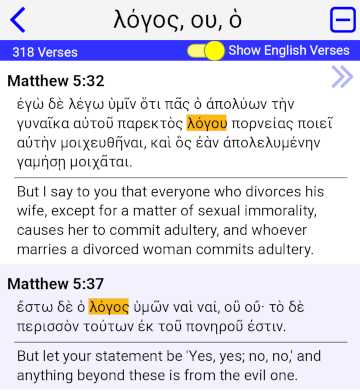 λόγος, ου, ὁ
318 Verses
Show English Verses
Matthew 5:32
ἐγὼ δὲ λέγω ὑμῖν ὅτι πᾶς ὁ ἀπολύων τὴν
γυναῖκα αὐτοῦ παρεκτὸς λόγου πορνείας ποιεῖ
αὐτὴν μοιχευθῆναι, καὶ ὃς ἐὰν ἀπολελυμένην
γαμήσῃ μοιχᾶται.
But I say to you that everyone who divorces his
wife, except for a matter of sexual immorality,
causes her to commit adultery, and whoever
marries a divorced woman commits adultery.
Matthew 5:37
ἔστω δὲ ὁ λόγος ὑμῶν ναὶ ναί, οὒ οὔ· τὸ δὲ
περισσὸν τούτων ἐκ τοῦ πονηροῦ ἐστιν.
But let your statement be 'Yes, yes; no, no,' and
anything beyond these is from the evil one.